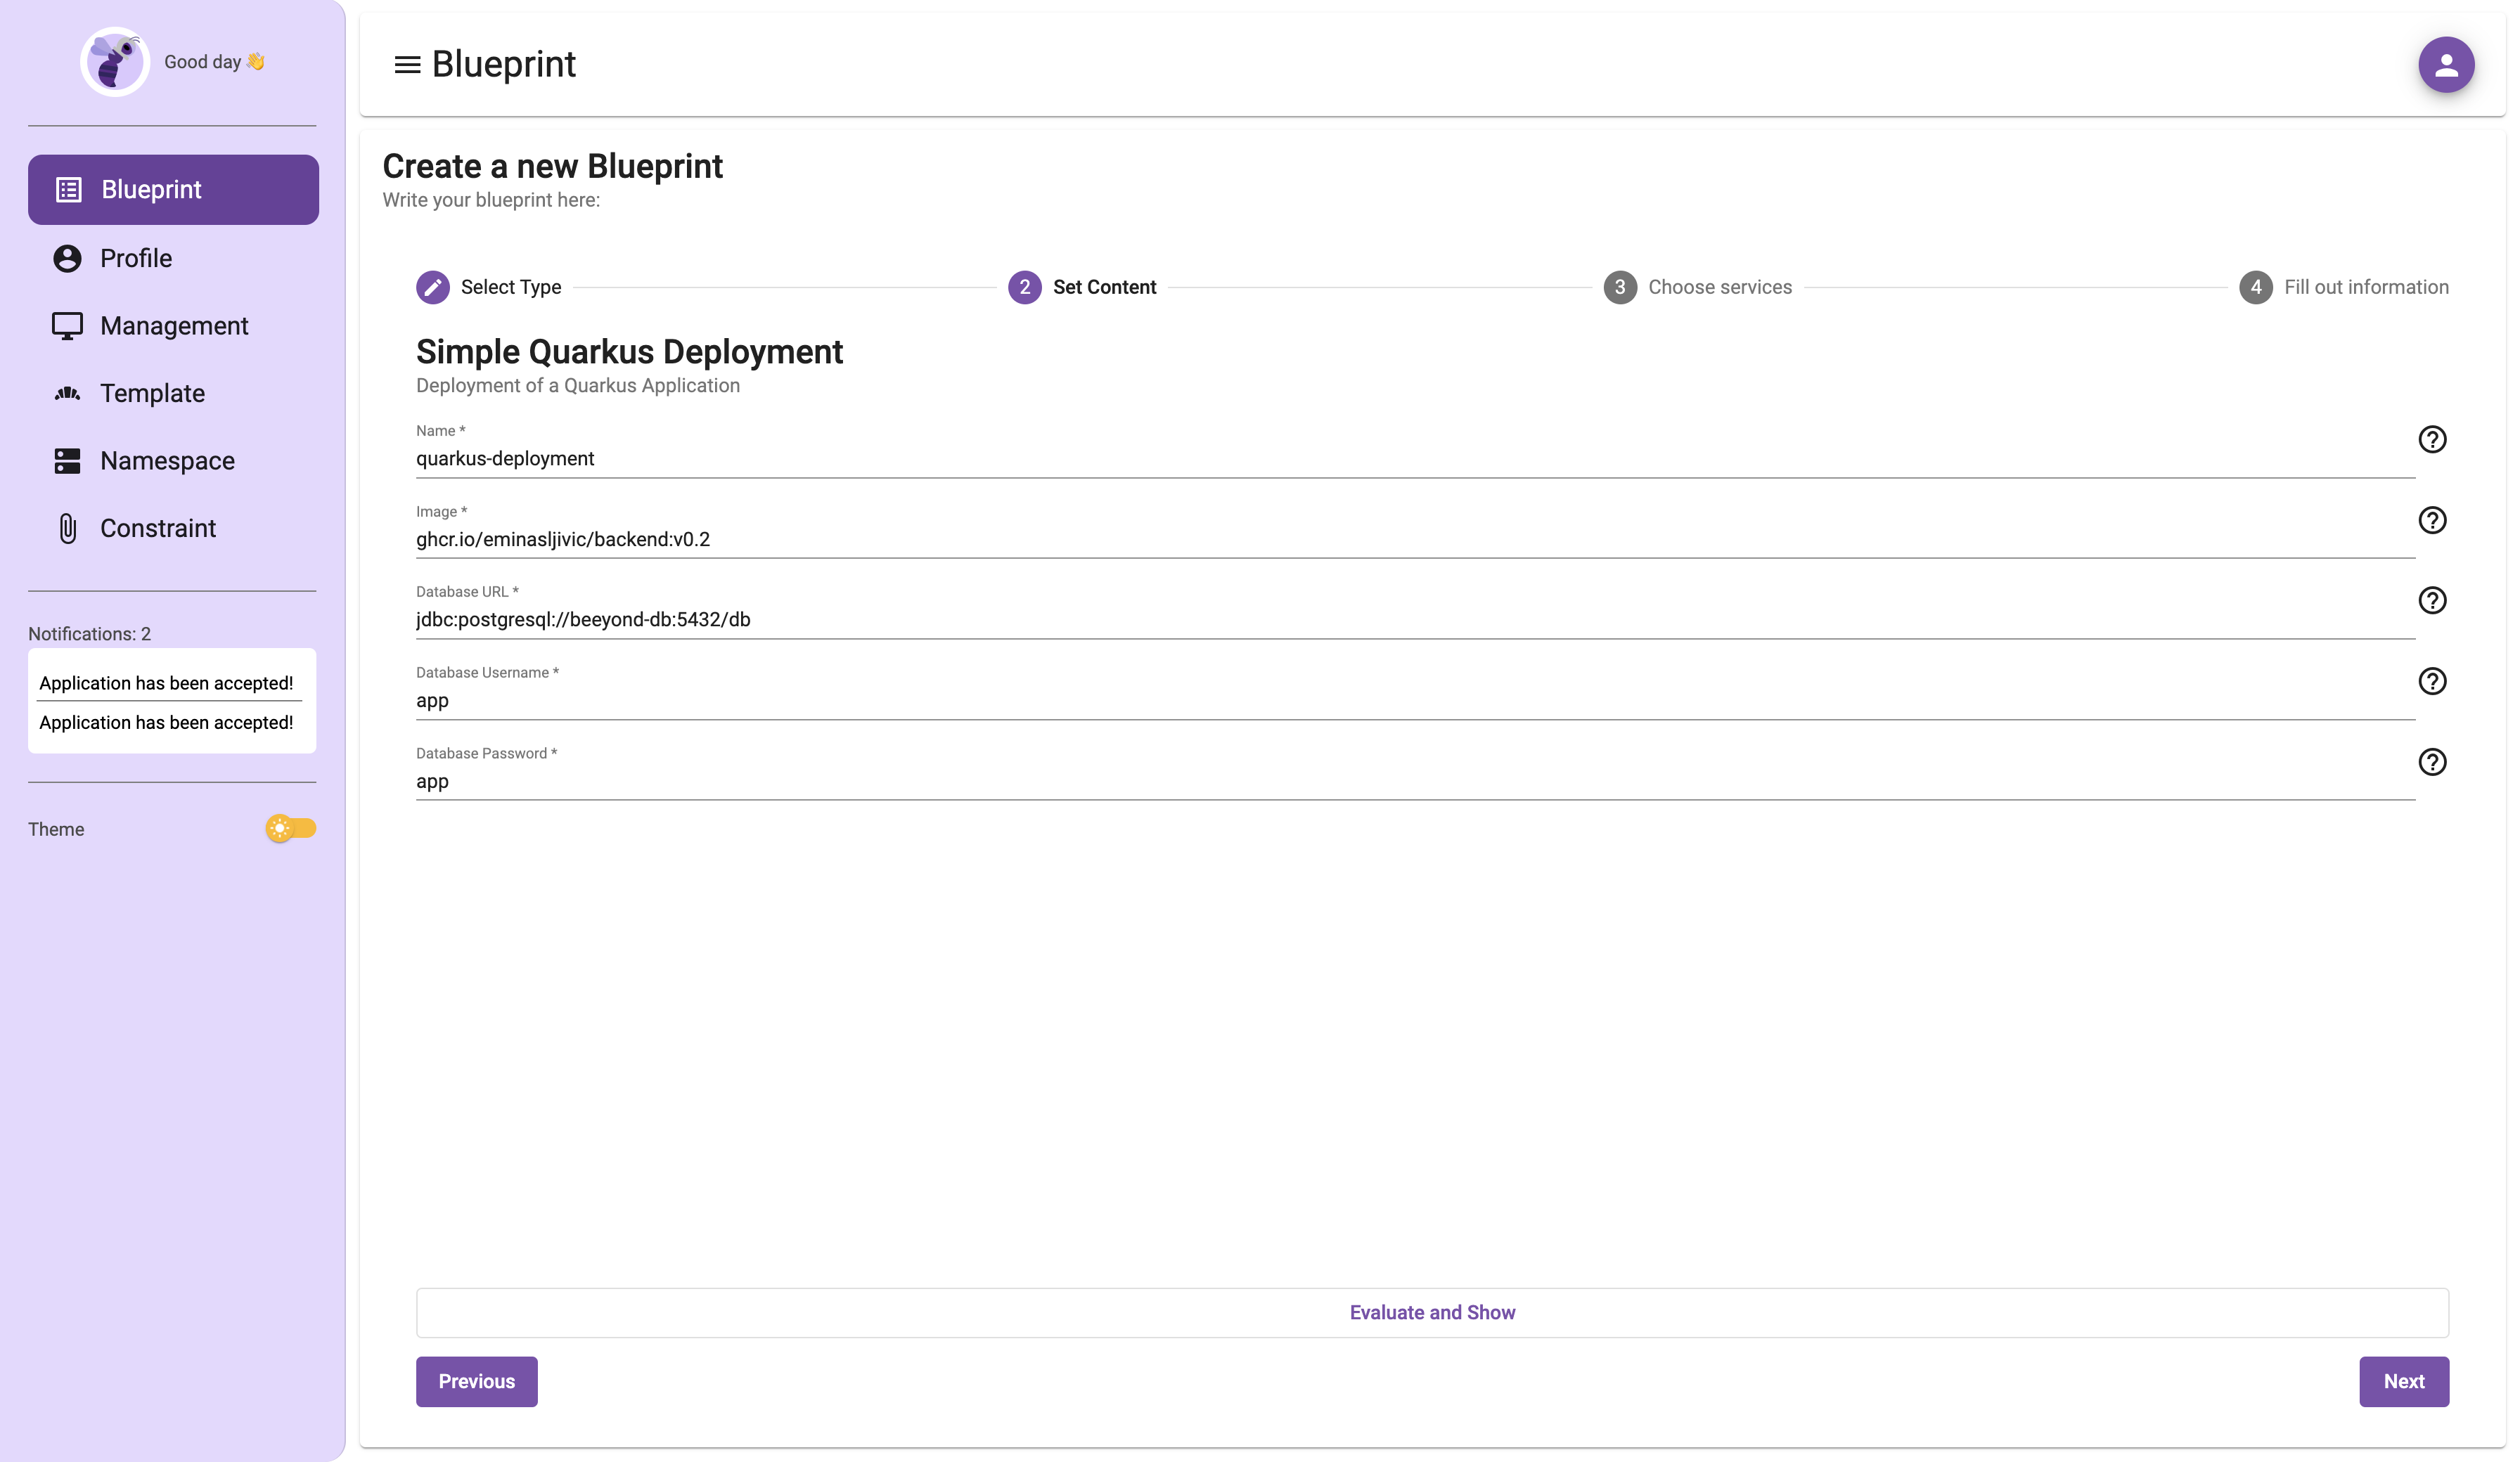 Good day 👋
Blueprint
Profile
Management
Template
Namespace
Constraint
Notifications: 2
Application has been accepted!
Application has been accepted!
Theme
Blueprint
Create a new Blueprint
Write your blueprint here:
Select Type
2 Set Content
3 Choose services
4 Fill out information
Simple Quarkus Deployment
Deployment of a Quarkus Application
Name *
quarkus-deployment
Image *
ghcr.io/eminasljivic/backend:v0.2
Database URL *
jdbc:postgresql://beeyond-db:5432/db
Database Username *
app
Database Password *
app
Evaluate and Show
Previous
Next